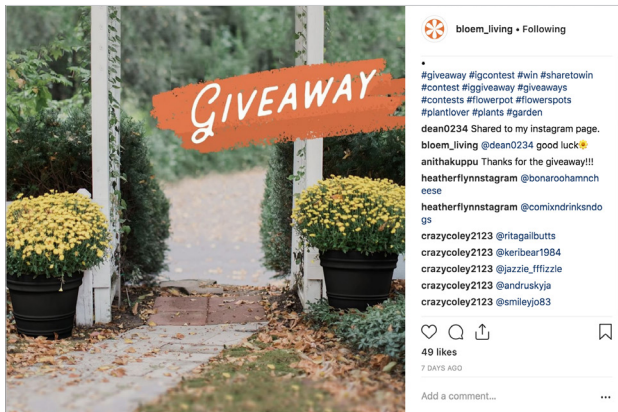 GIVEAWAY
bloem_living • Following
#giveaway #igcontest #win #sharetowin
#contest #iggiveaway #giveaways
#contests #flowerpot #flowerspots
#plantlover #plants #garden
dean0234 Shared to my instagram page.
bloem_living @dean0234 good luck🌼
anithakuppu Thanks for the giveaway!!!
heatherflynnstagram @bonaroohamnch
eese
heatherflynnstagram @comixndrinksndo
gs
crazycoley2123 @ritagailbutts
crazycoley2123 @keribear1984
crazycoley2123 @jazzie_fffizzle
crazycoley2123 @andruskyja
crazycoley2123 @smileyjo83
49 likes
7 DAYS AGO
Add a comment...